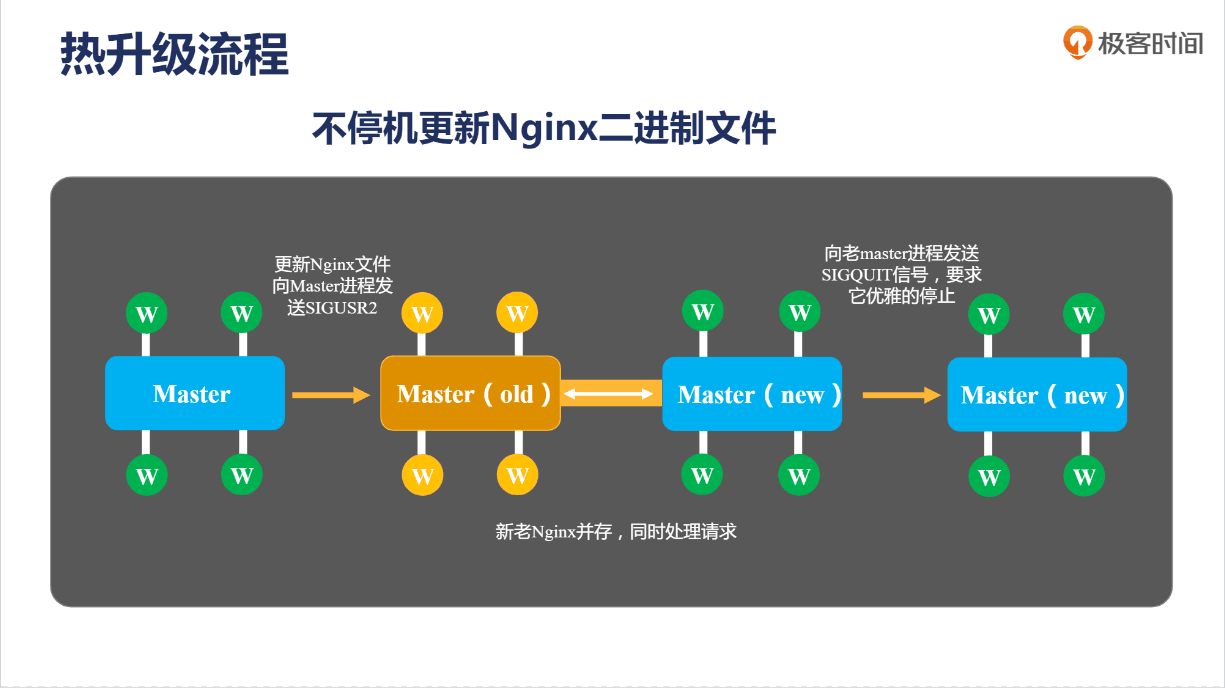 热升级流程
极客时间
不停机更新Nginx二进制文件
更新Nginx文件
向Master进程发
送SIGUSR2
向老master进程发送
SIGQUIT信号，要求
它优雅的停止
W W W W W W W W
Master Master（old） Master（new） Master（new）
W W W W W W W W
新老Nginx并存，同时处理请求